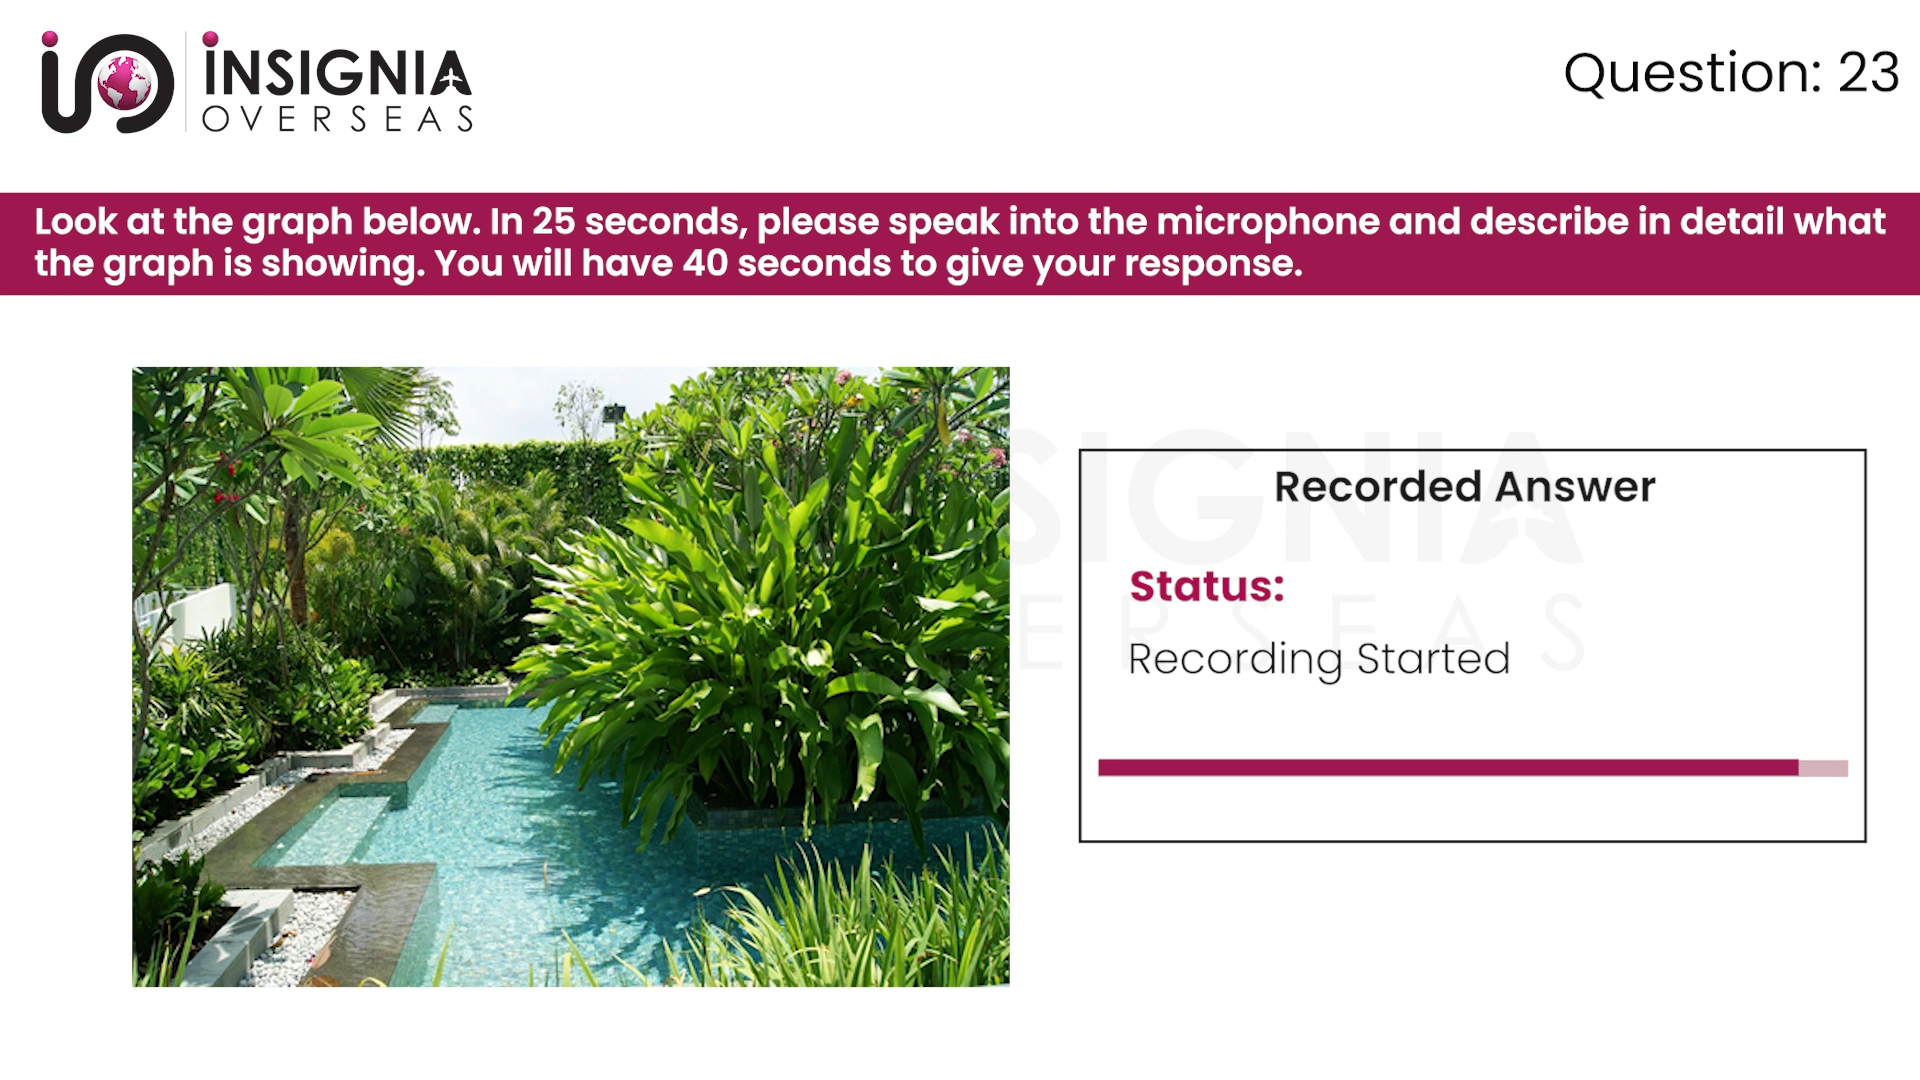 iNSIGNIA
OVERSEAS
Question: 23
Look at the graph below. In 25 seconds, please speak into the microphone and describe in detail what
the graph is showing. You will have 40 seconds to give your response.
Recorded Answer
Status:
Recording Started